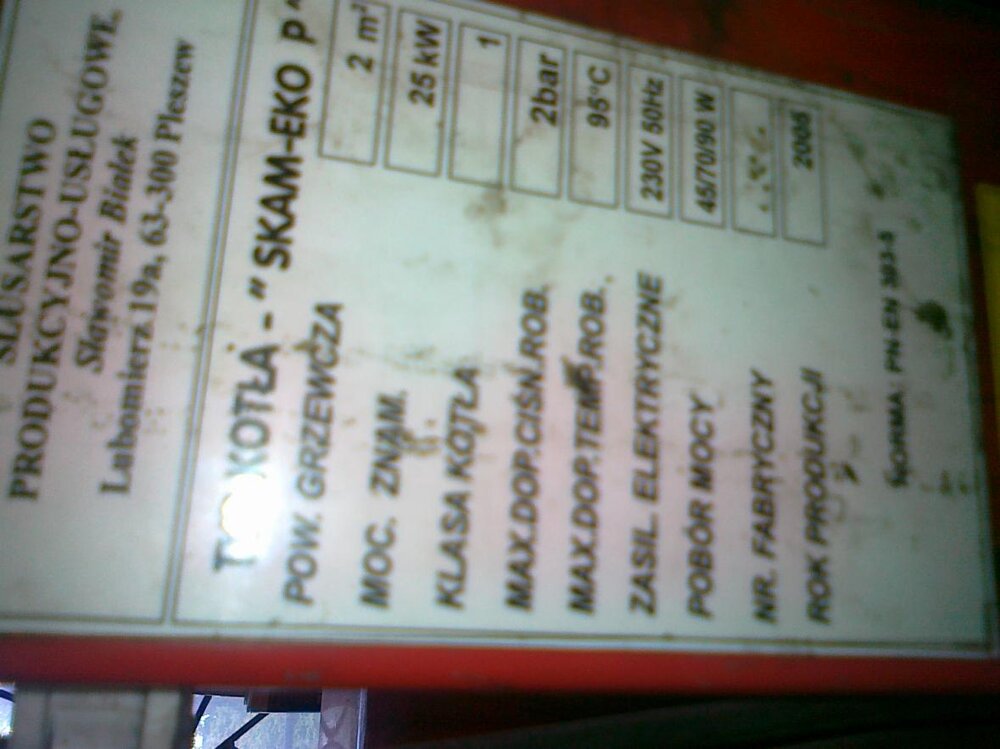 ŚLUSARSTWO
PRODUKCYJNO-USŁUGOWE,
Sławomir Białek
Lubomierz 19a, 63-300 Pleszew
KOTŁA - "SKAM-EKO P"
POW. GRZEWCZA 2 m²
MOC. ZNAM. 25 kW
KLASA KOTŁA 1
MAX.DOP.CIŚN.ROB. 2bar
MAX.DOP.TEMP.ROB. 95°C
ZASIL. ELEKTRYCZNE 230V 50Hz
POBÓR MOCY 45/70/90 W
NR. FABRYCZNY
ROK PRODUKCJI 2005
NORMA: PN-EN 303-5